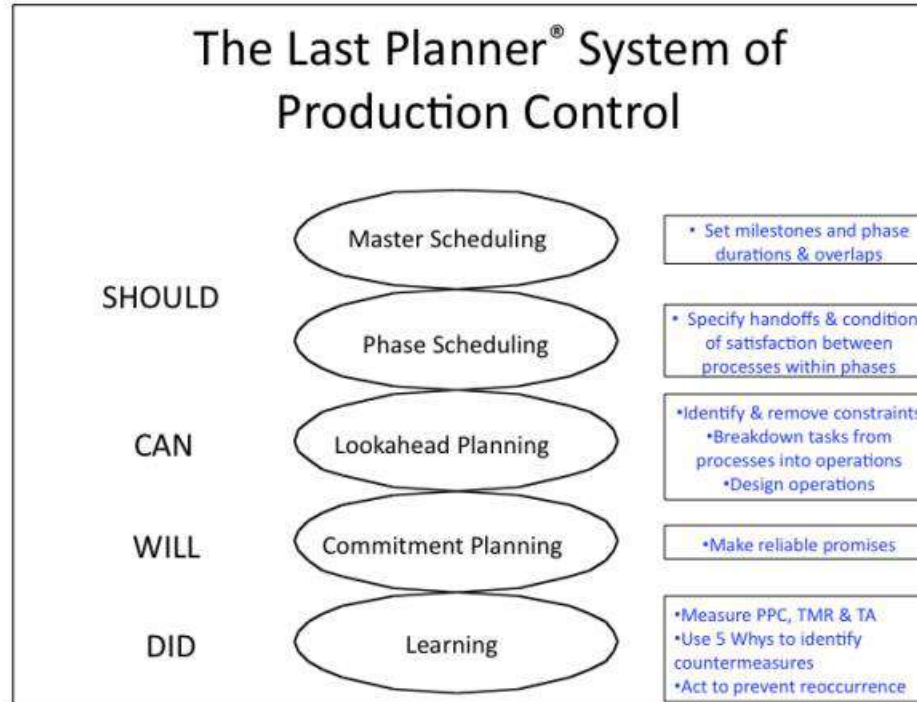 The Last Planner® System of
Production Control
Master Scheduling
• Set milestones and phase
durations & overlaps
SHOULD
Phase Scheduling
• Specify handoffs & condition
of satisfaction between
processes within phases
CAN
Lookahead Planning
•Identify & remove constraints
•Breakdown tasks from
processes into operations
•Design operations
WILL
Commitment Planning
•Make reliable promises
DID
Learning
•Measure PPC, TMR & TA
•Use 5 Whys to identify
countermeasures
•Act to prevent reoccurrence